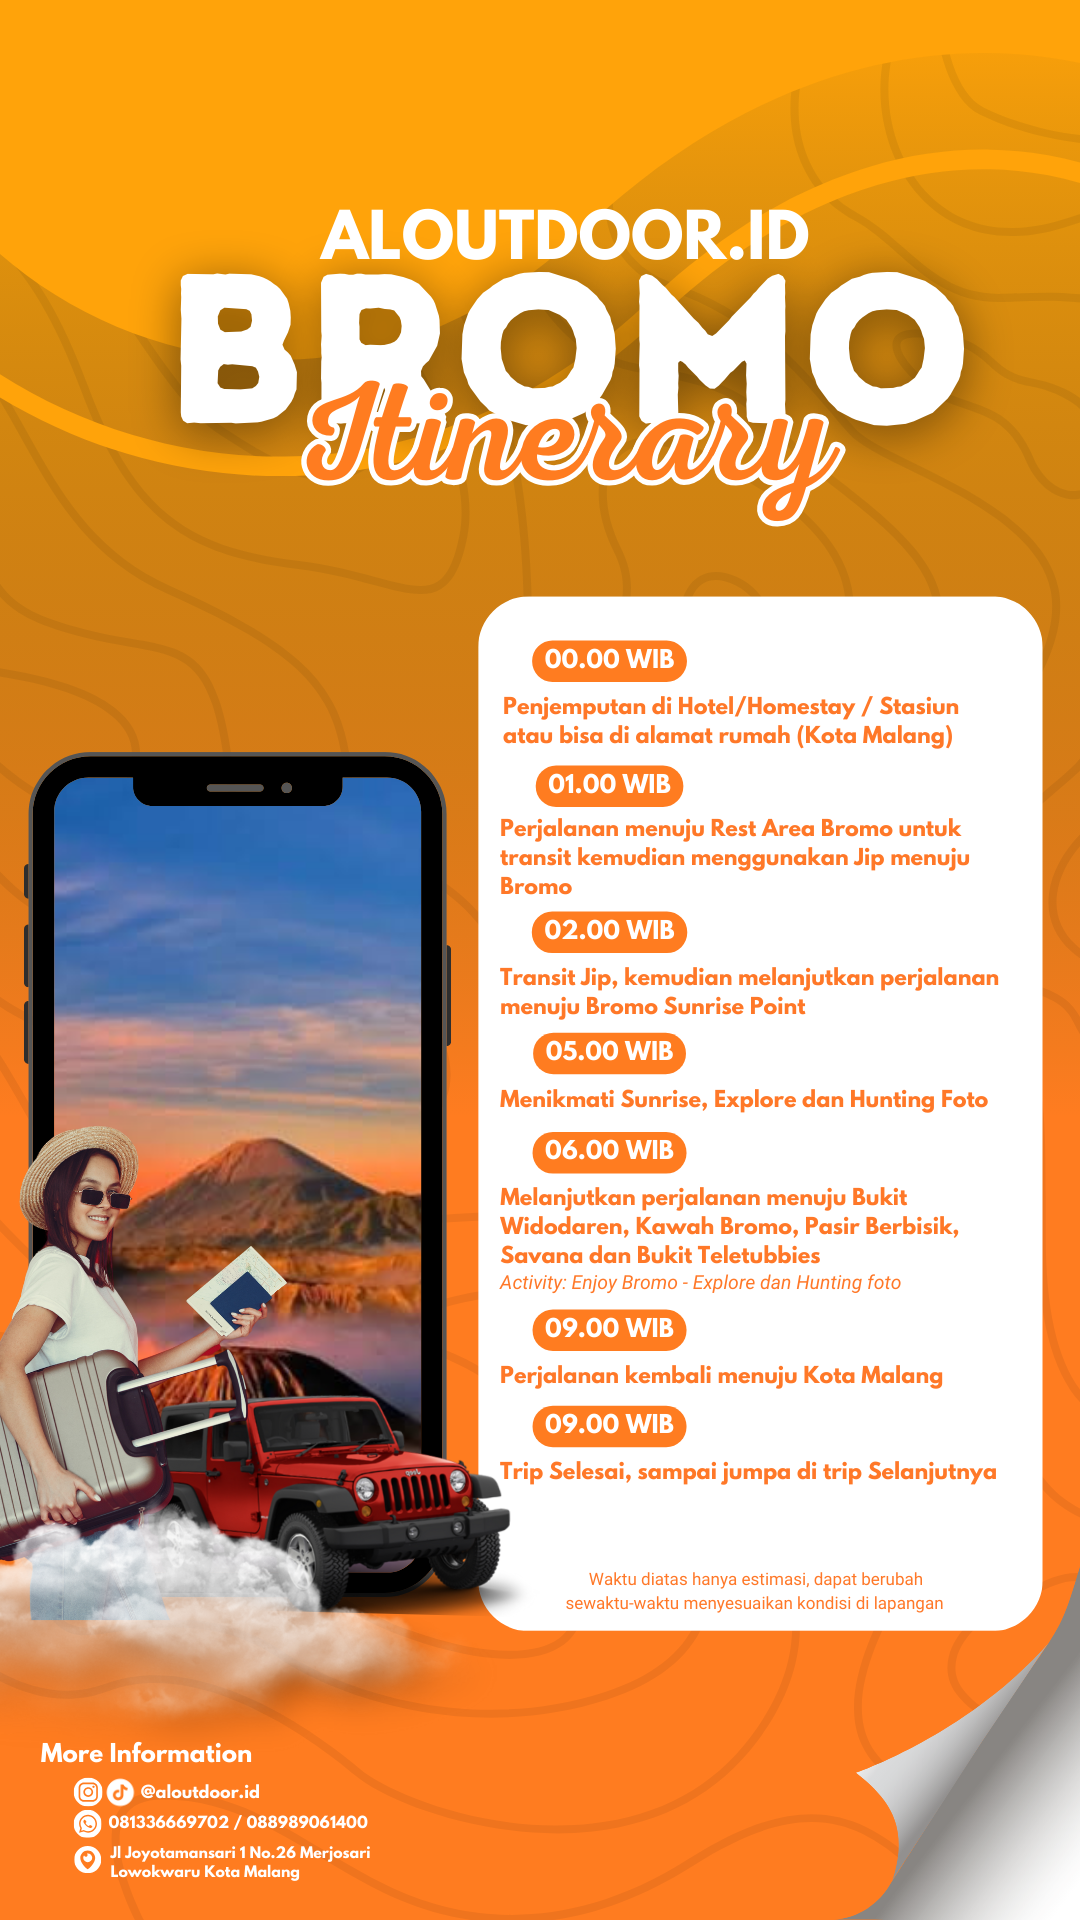 ALOUTDOOR.ID
BROMO
Itinerary
00.00 WIB
Penjemputan di Hotel/Homestay / Stasiun
atau bisa di alamat rumah (Kota Malang)
01.00 WIB
Perjalanan menuju Rest Area Bromo untuk
transit kemudian menggunakan Jip menuju
Bromo
02.00 WIB
Transit Jip, kemudian melanjutkan perjalanan
menuju Bromo Sunrise Point
05.00 WIB
Menikmati Sunrise, Explore dan Hunting Foto
06.00 WIB
Melanjutkan perjalanan menuju Bukit
Widodaren, Kawah Bromo, Pasir Berbisik,
Savana dan Bukit Teletubbies
Activity: Enjoy Bromo - Explore dan Hunting foto
09.00 WIB
Perjalanan kembali menuju Kota Malang
09.00 WIB
Trip Selesai, sampai jumpa di trip Selanjutnya
Waktu diatas hanya estimasi, dapat berubah
sewaktu-waktu menyesuaikan kondisi di lapangan
More Information
@aloutdoor.id
081336669702 / 088989061400
Jl Joyotamansari 1 No.26 Merjosari
Lowokwaru Kota Malang